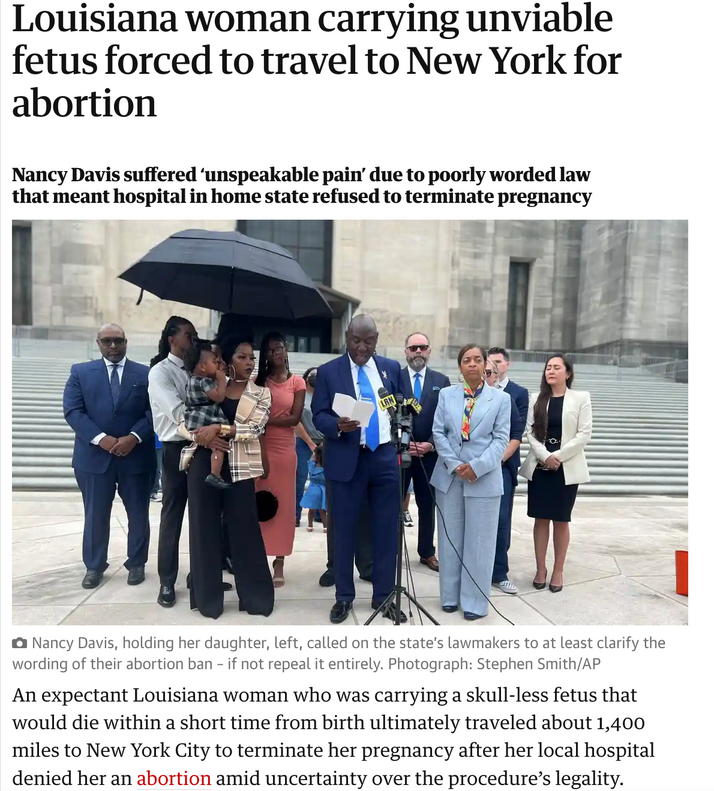 Louisiana woman carrying unviable
fetus forced to travel to New York for
abortion
Nancy Davis suffered ‘unspeakable pain’ due to poorly worded law
that meant hospital in home state refused to terminate pregnancy
Nancy Davis, holding her daughter, left, called on the state’s lawmakers to at least clarify the
wording of their abortion ban – if not repeal it entirely. Photograph: Stephen Smith/AP
An expectant Louisiana woman who was carrying a skull-less fetus that
would die within a short time from birth ultimately traveled about 1,400
miles to New York City to terminate her pregnancy after her local hospital
denied her an abortion amid uncertainty over the procedure’s legality.